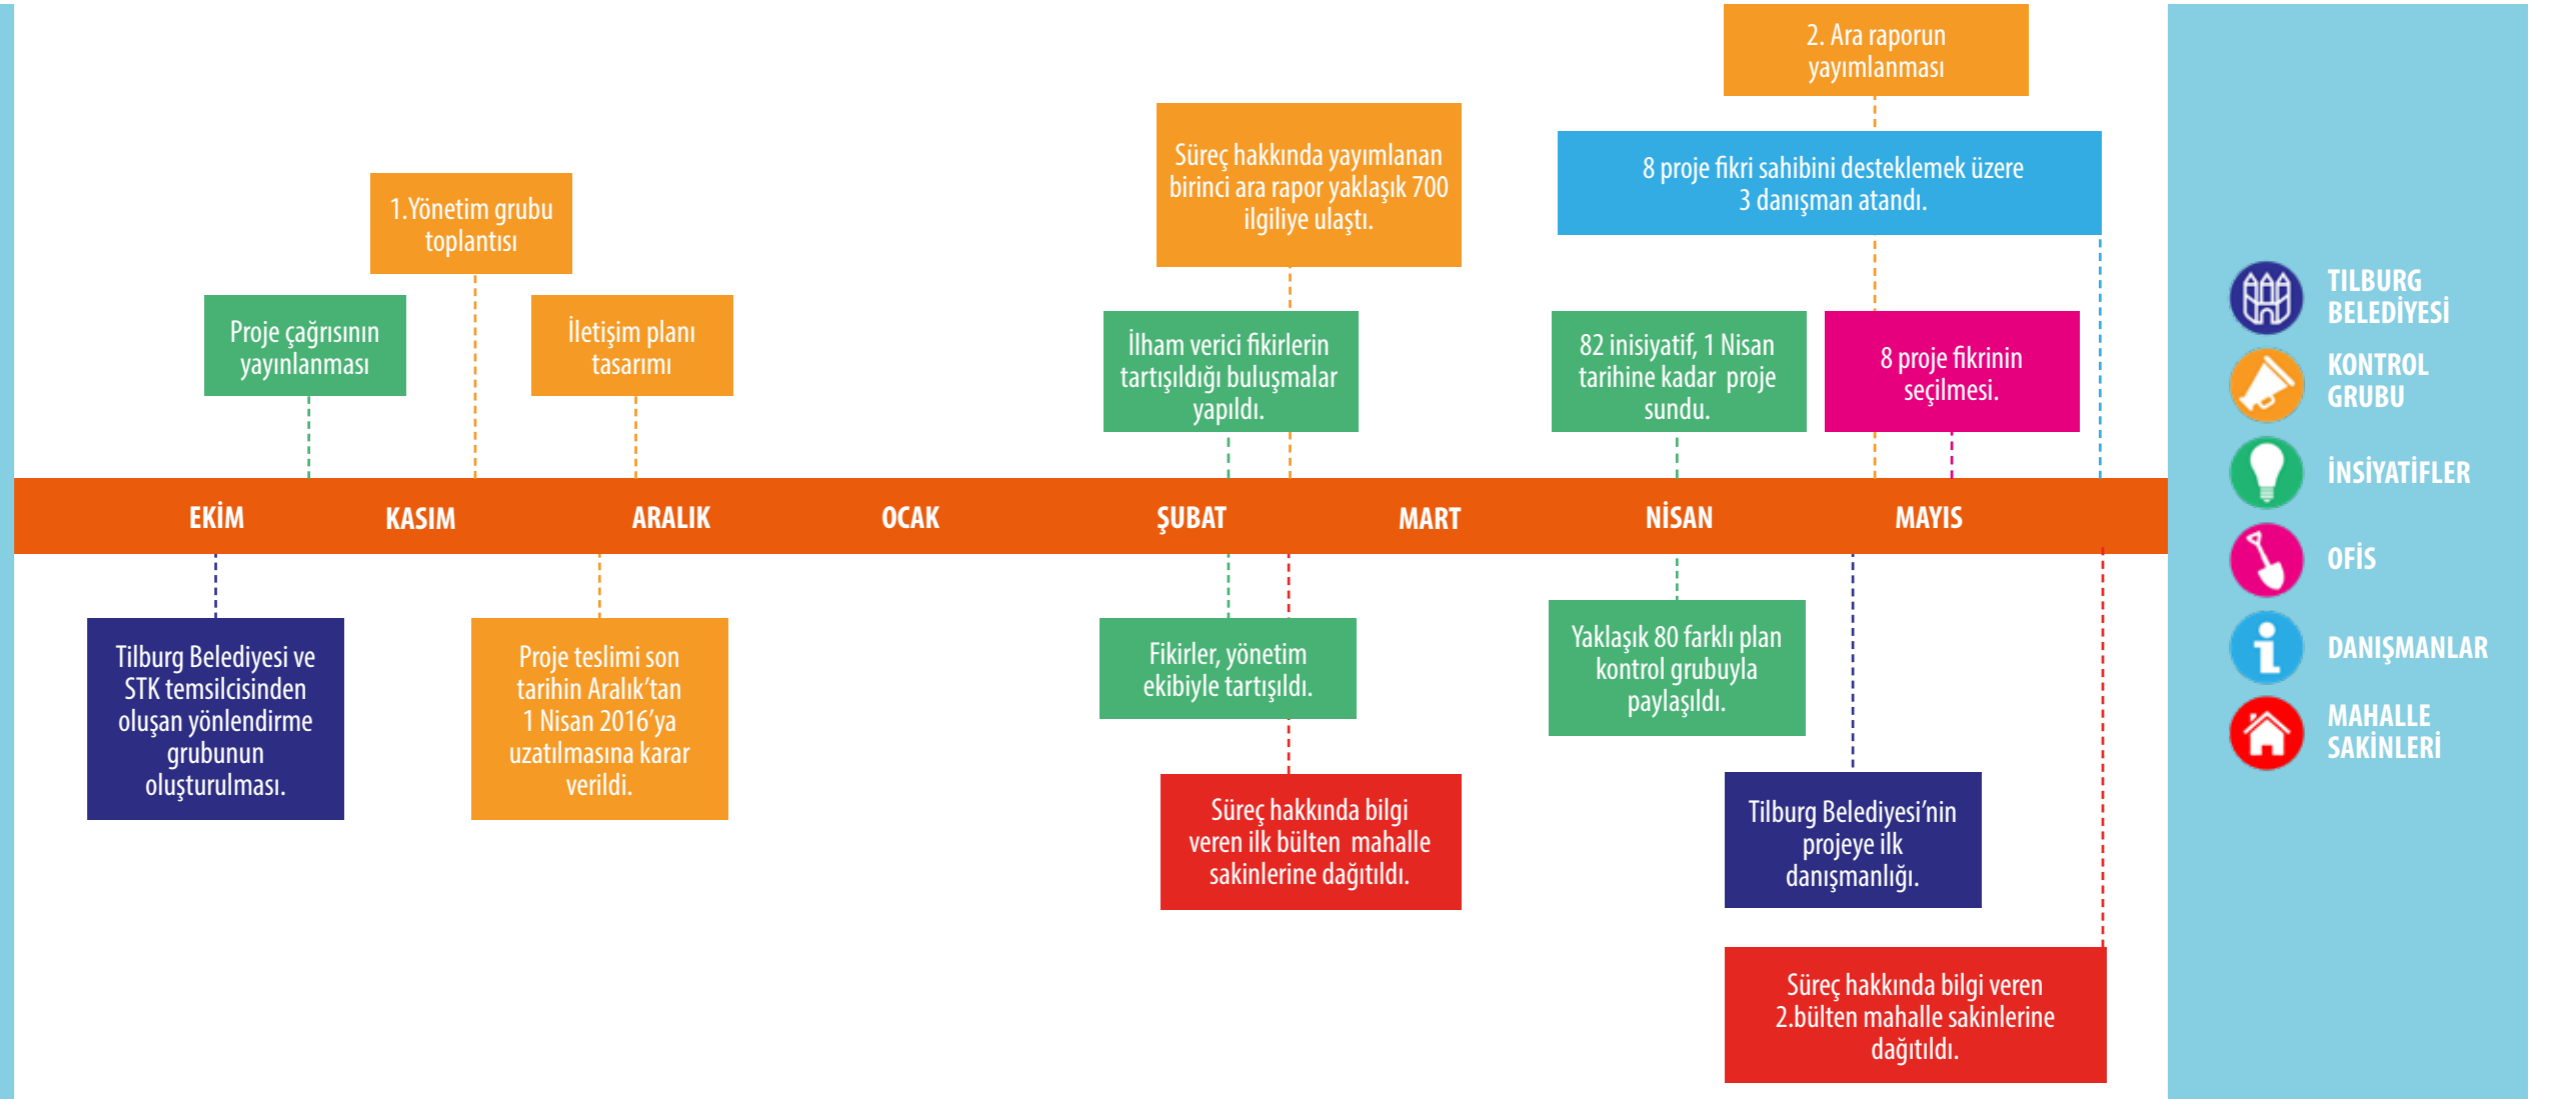 2. Ara raporun
yayımlanması
Süreç hakkında yayımlanan
birinci ara rapor yaklaşık 700
ilgiliye ulaştı.
8 proje fikri sahibini desteklemek üzere
3 danışman atandı.
1.Yönetim grubu
toplantısı
Proje çağrısının
yayınlanması
İletişim planı
tasarımı
İlham verici fikirlerin
tartışıldığı buluşmalar
yapıldı.
82 inisiyatif, 1 Nisan
tarihine kadar proje
sundu.
8 proje fikrinin
seçilmesi.
EKİM
KASIM
ARALIK
OCAK
ŞUBAT
MART
NİSAN
MAYIS
Tilburg Belediyesi ve
STK temsilcisinden
oluşan yönlendirme
grubunun
oluşturulması.
Proje teslimi son
tarihin Aralık’tan
1 Nisan 2016’ya
uzatılmasına karar
verildi.
Fikirler, yönetim
ekibiyle tartışıldı.
Süreç hakkında bilgi
veren ilk bülten mahalle
sakinlerine dağıtıldı.
Yaklaşık 80 farklı plan
kontrol grubuyla
paylaşıldı.
Tilburg Belediyesi’nin
projeye ilk
danışmanlığı.
Süreç hakkında bilgi veren
2.bülten mahalle sakinlerine
dağıtıldı.
TILBURG
BELEDİYESİ
KONTROL
GRUBU
İNSİYATİFLER
OFİS
DANIŞMANLAR
MAHALLE
SAKİNLERİ